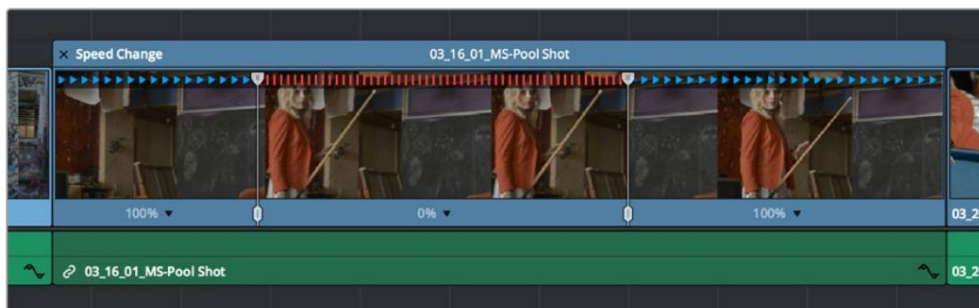 × Speed Change 03_16_01_MS-Pool Shot
100% ▼ 0% ▼ 100% ▼ 03_2
03_16_01_MS-Pool Shot 03_2